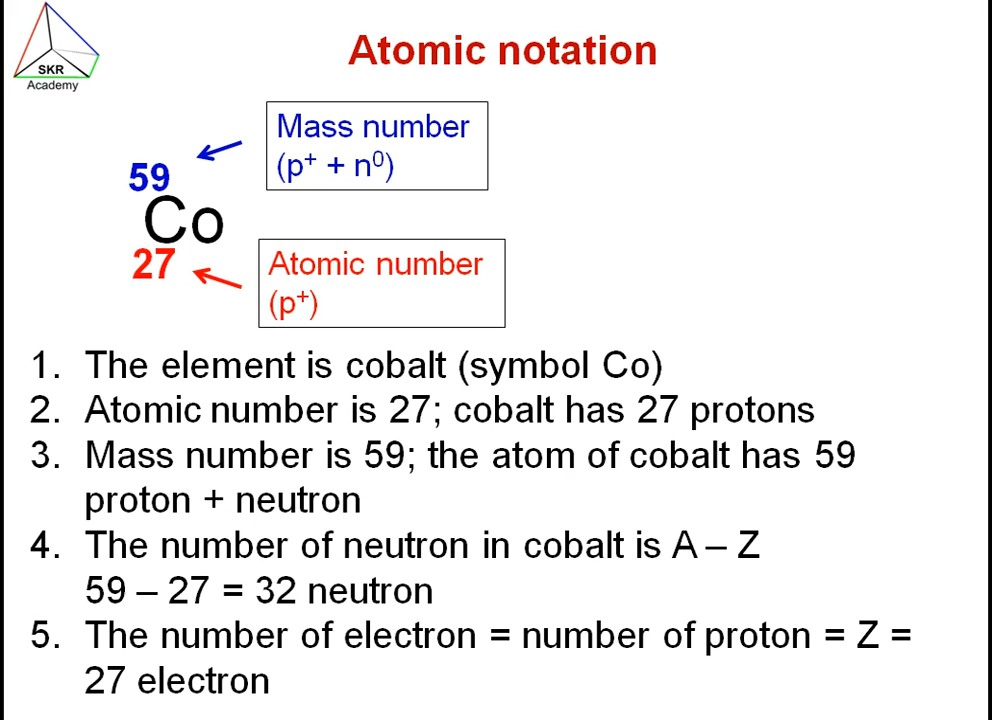 SKR
Academy
Atomic notation
Mass number
(p⁺ + n⁰)
59
Co
27
Atomic number
(p⁺)
1. The element is cobalt (symbol Co)
2. Atomic number is 27; cobalt has 27 protons
3. Mass number is 59; the atom of cobalt has 59
proton + neutron
4. The number of neutron in cobalt is A – Z
59 – 27 = 32 neutron
5. The number of electron = number of proton = Z =
27 electron